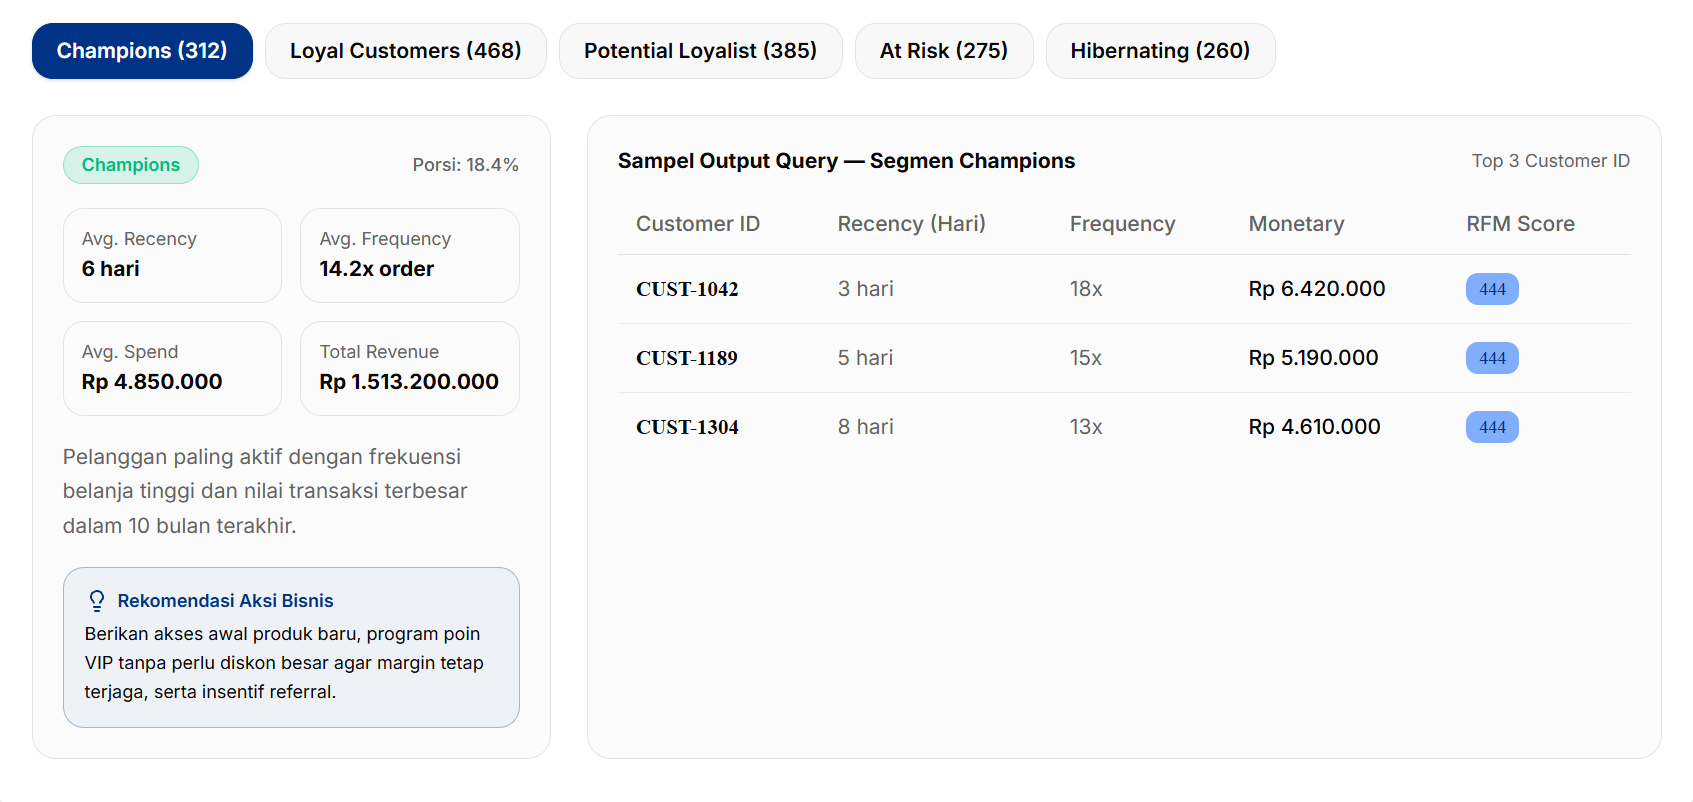 Champions (312)
Loyal Customers (468)
Potential Loyalist (385)
At Risk (275)
Hibernating (260)
Champions
Porsi: 18.4%
Avg. Recency
6 hari
Avg. Frequency
14.2x order
Avg. Spend
Rp 4.850.000
Total Revenue
Rp 1.513.200.000
Pelanggan paling aktif dengan frekuensi
belanja tinggi dan nilai transaksi terbesar
dalam 10 bulan terakhir.
Rekomendasi Aksi Bisnis
Berikan akses awal produk baru, program poin
VIP tanpa perlu diskon besar agar margin tetap
terjaga, serta insentif referral.
Sampel Output Query — Segmen Champions
Top 3 Customer ID
Customer ID Recency (Hari) Frequency Monetary RFM Score
CUST-1042 3 hari 18x Rp 6.420.000 444
CUST-1189 5 hari 15x Rp 5.190.000 444
CUST-1304 8 hari 13x Rp 4.610.000 444